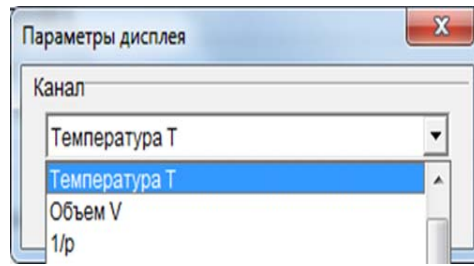 Параметры дисплея
Канал
Температура T
Температура T
Объем V
1/p